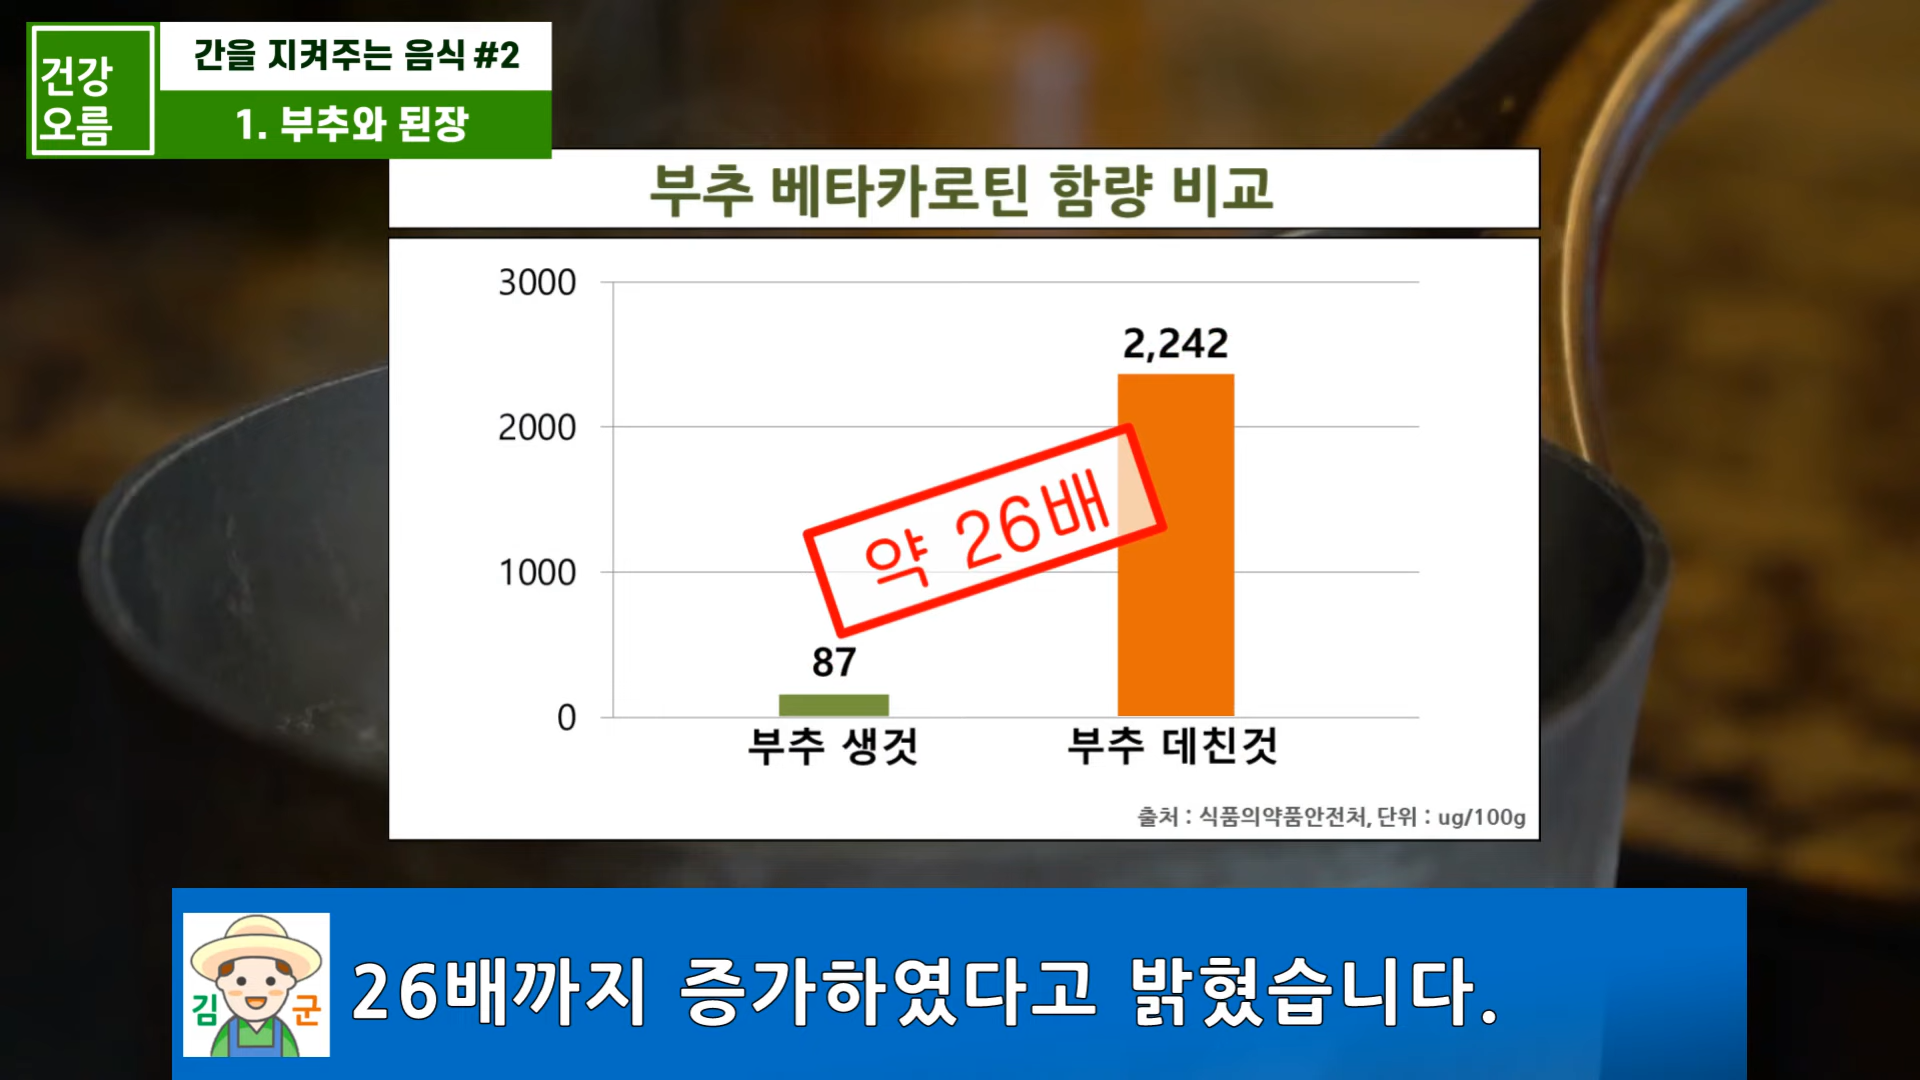 건강
오름
간을 지켜주는 음식 #2
1. 부추와 된장
부추 베타카로틴 함량 비교
3000
2000
1000
0
2,242
약 26배
87
부추 생것
부추 데친것
출처 : 식품의약품안전처, 단위 : ug/100g
김 군
26배까지 증가하였다고 밝혔습니다.